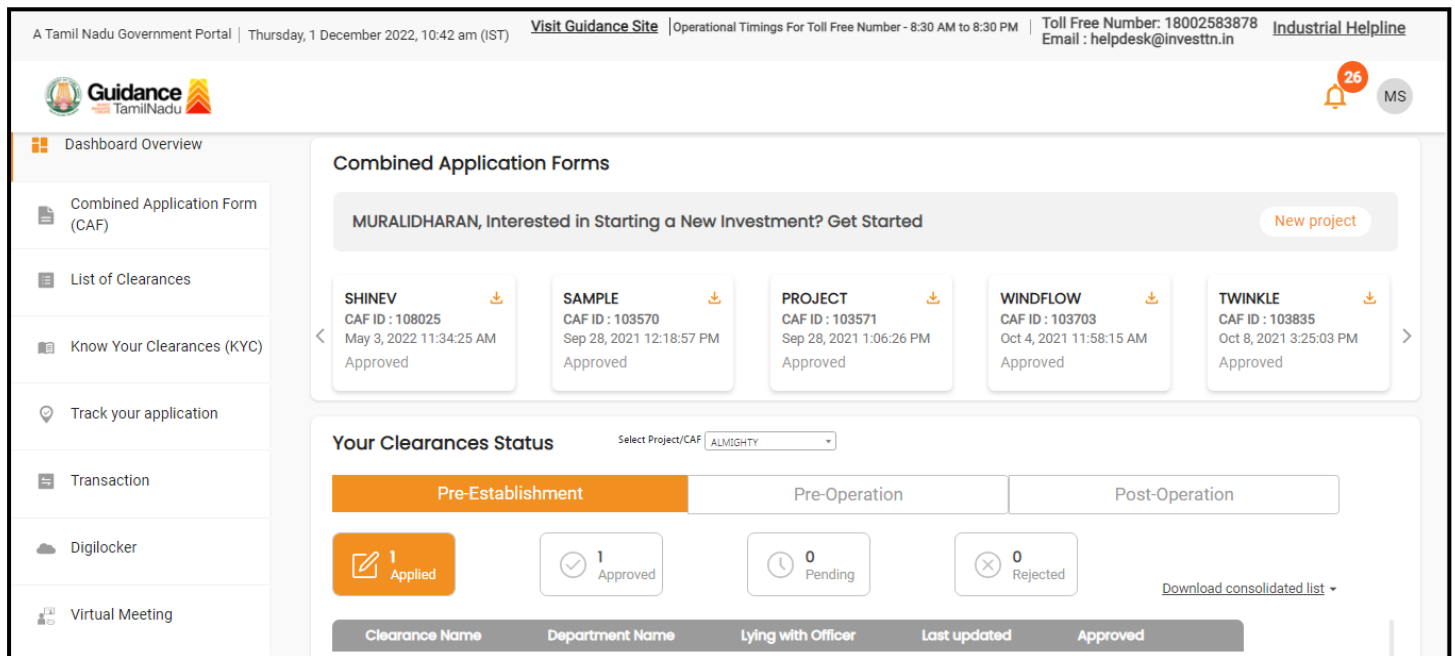 A Tamil Nadu Government Portal | Thursday, 1 December 2022, 10:42 am (IST)
Visit Guidance Site | Operational Timings For Toll Free Number - 8:30 AM to 8:30 PM | Toll Free Number: 18002583878
Email : helpdesk@investtn.in
Industrial Helpline
Guidance
TamilNadu
26
MS
Dashboard Overview
Combined Application Form
(CAF)
List of Clearances
Know Your Clearances (KYC)
Track your application
Transaction
Digilocker
Virtual Meeting
Combined Application Forms
MURALIDHARAN, Interested in Starting a New Investment? Get Started
New project
SHINEV
CAF ID : 108025
May 3, 2022 11:34:25 AM
Approved
SAMPLE
CAF ID : 103570
Sep 28, 2021 12:18:57 PM
Approved
PROJECT
CAF ID : 103571
Sep 28, 2021 1:06:26 PM
Approved
WINDFLOW
CAF ID : 103703
Oct 4, 2021 11:58:15 AM
Approved
TWINKLE
CAF ID : 103835
Oct 8, 2021 3:25:03 PM
Approved
Your Clearances Status
Select Project/CAF ALMIGHTY
Pre-Establishment Pre-Operation Post-Operation
1
Applied
1
Approved
0
Pending
0
Rejected
Download consolidated list
Clearance Name Department Name Lying with Officer Last updated Approved